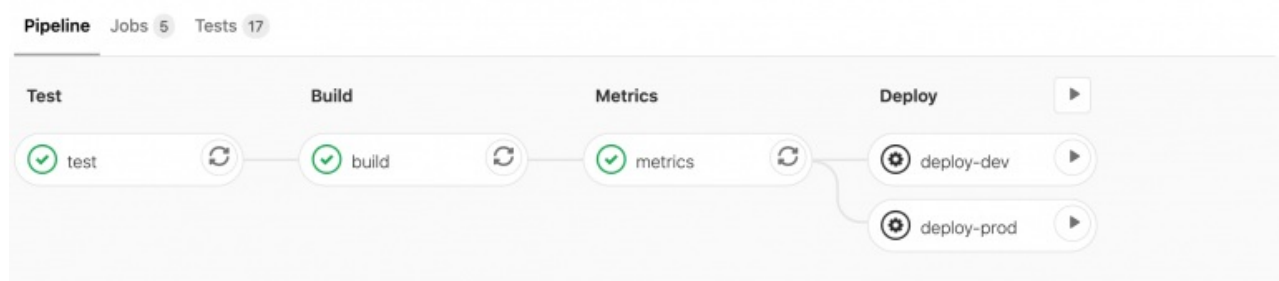 Pipeline Jobs 5 Tests 17
Test Build Metrics Deploy
test build metrics deploy-dev
deploy-prod